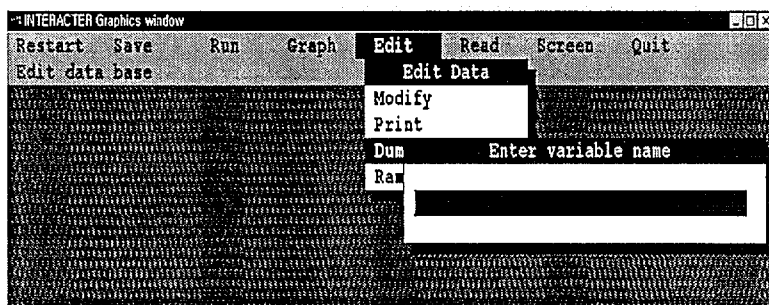 INTERACTER Graphics window
Restart Save Run Graph Edit Read Screen Quit
Edit data base
Edit Data
Modify
Print
Dum
Enter variable name
Ram